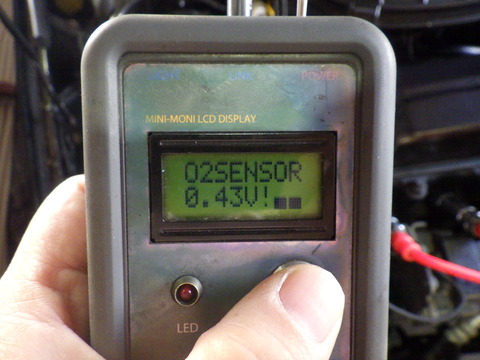 POWER
MINI-MONI LCD DISPLAY
O2SENSOR
0.43V!
LED